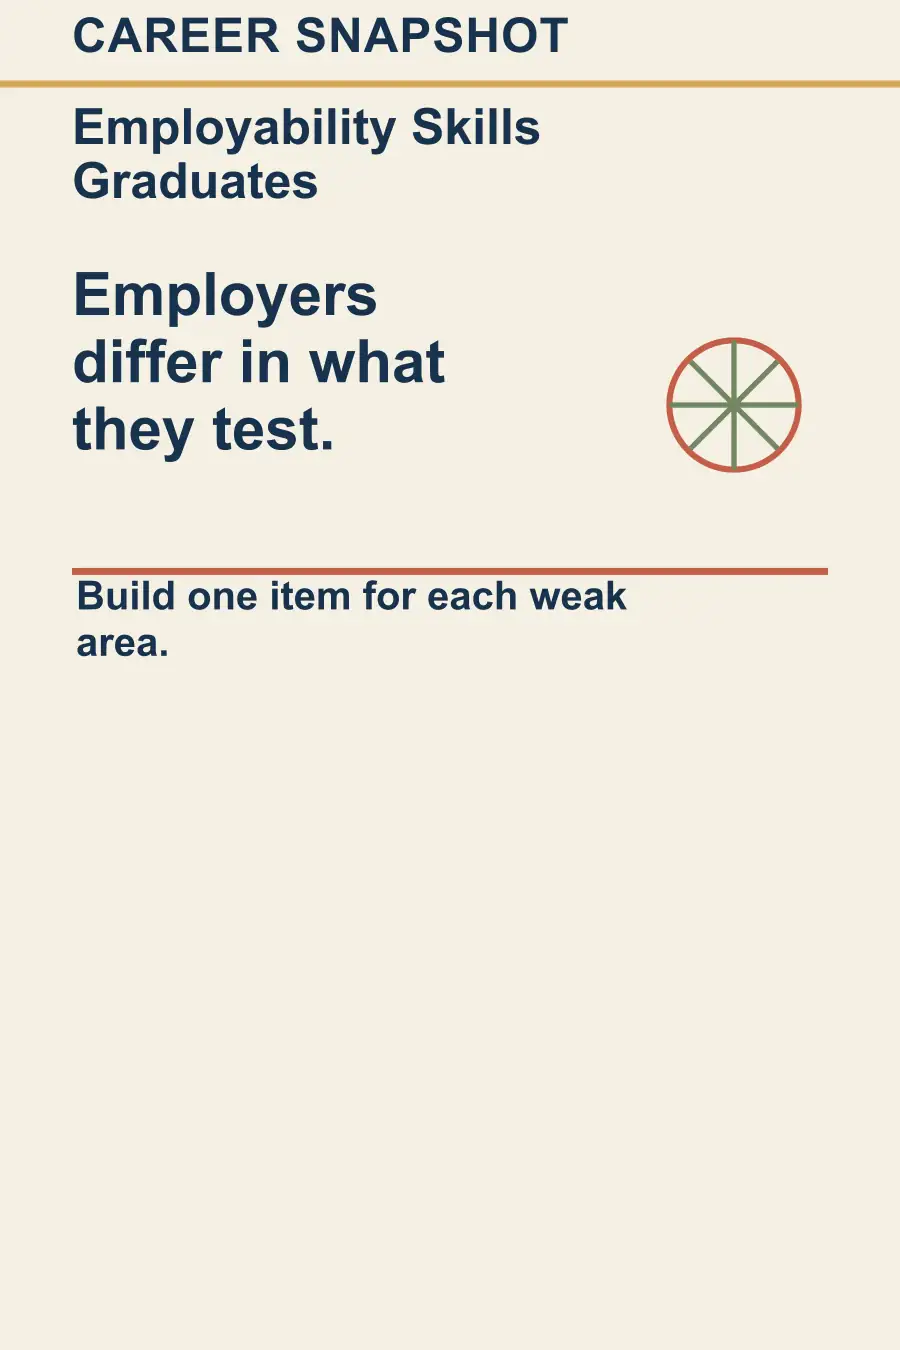 CAREER SNAPSHOT
Employability Skills
Graduates
Employers
differ in what
they test.
Build one item for each weak
area.